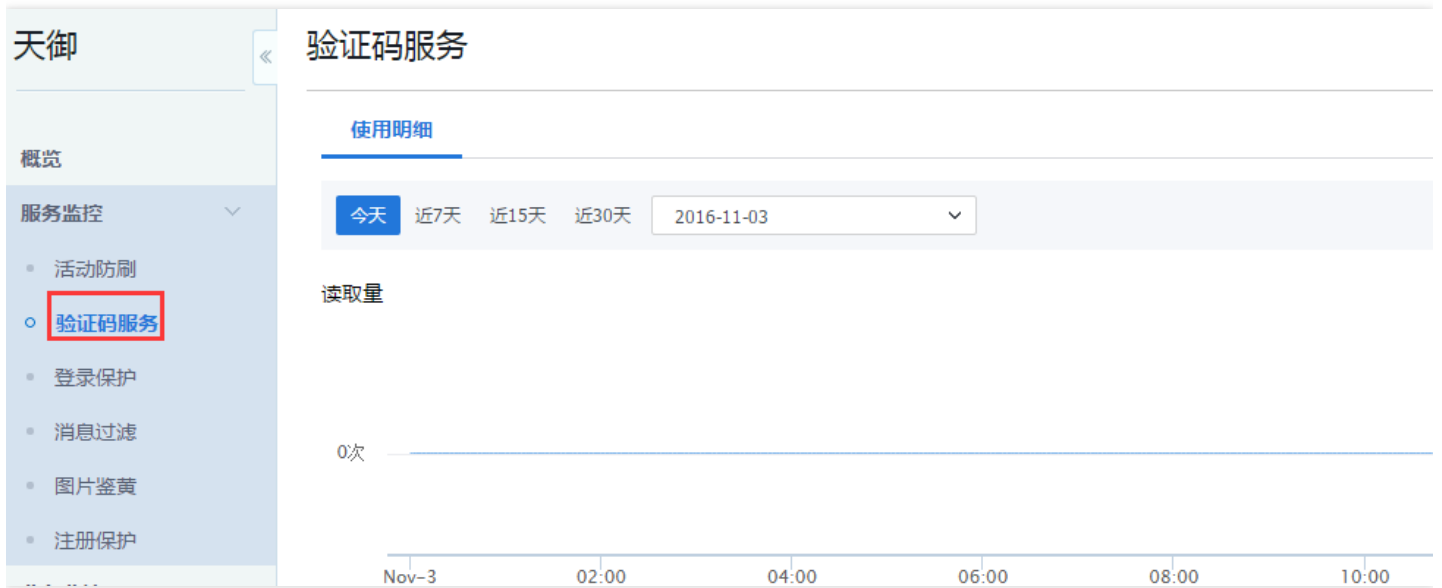 天御
概览
服务监控
活动防刷
验证码服务
登录保护
消息过滤
图片鉴黄
注册保护
验证码服务
使用明细
今天 近7天 近15天 近30天 2016-11-03
读取量
0次
Nov-3 02:00 04:00 06:00 08:00 10:00